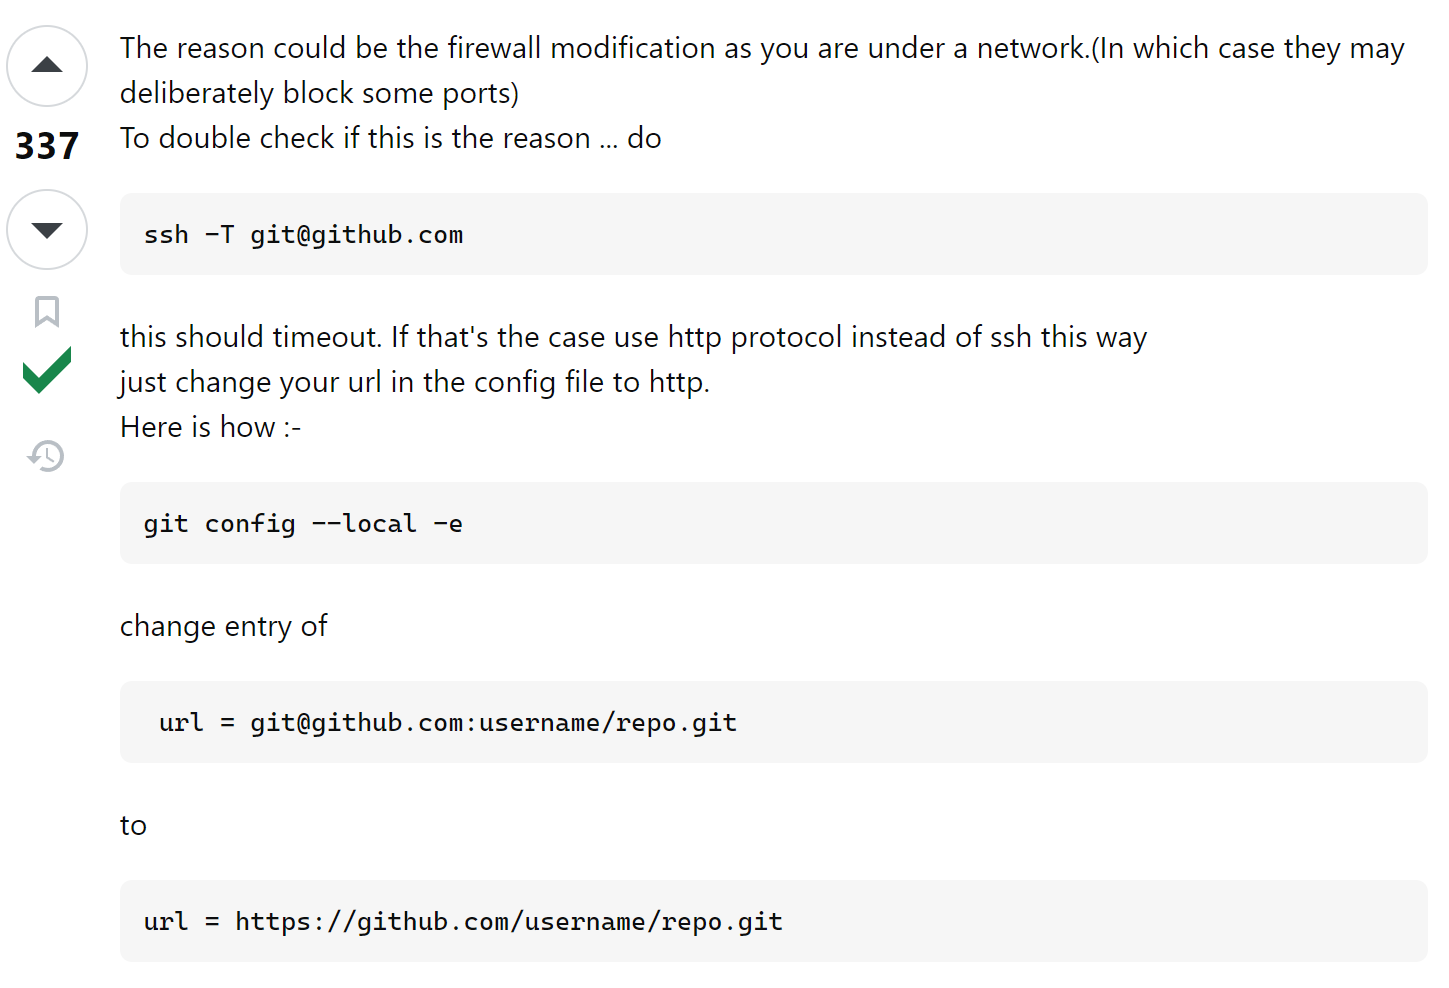 The reason could be the firewall modification as you are under a network.(In which case they may
deliberately block some ports)
To double check if this is the reason ... do
337
ssh -T git@github.com
this should timeout. If that's the case use http protocol instead of ssh this way
just change your url in the config file to http.
Here is how :-
git config --local -e
change entry of
url = git@github.com:username/repo.git
to
url = https://github.com/username/repo.git